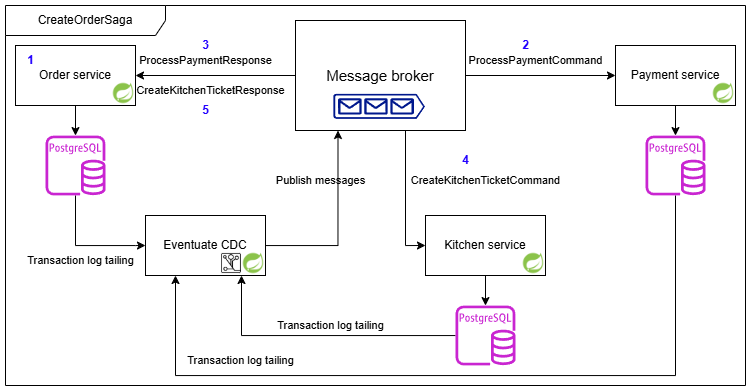 CreateOrderSaga
3
2
1
ProcessPaymentResponse
ProcessPaymentCommand
Order service
Message broker
Payment service
CreateKitchenTicketResponse
5
PostgreSQL
PostgreSQL
4
Publish messages
CreateKitchenTicketCommand
Eventuate CDC
Kitchen service
Transaction log tailing
PostgreSQL
Transaction log tailing
Transaction log tailing